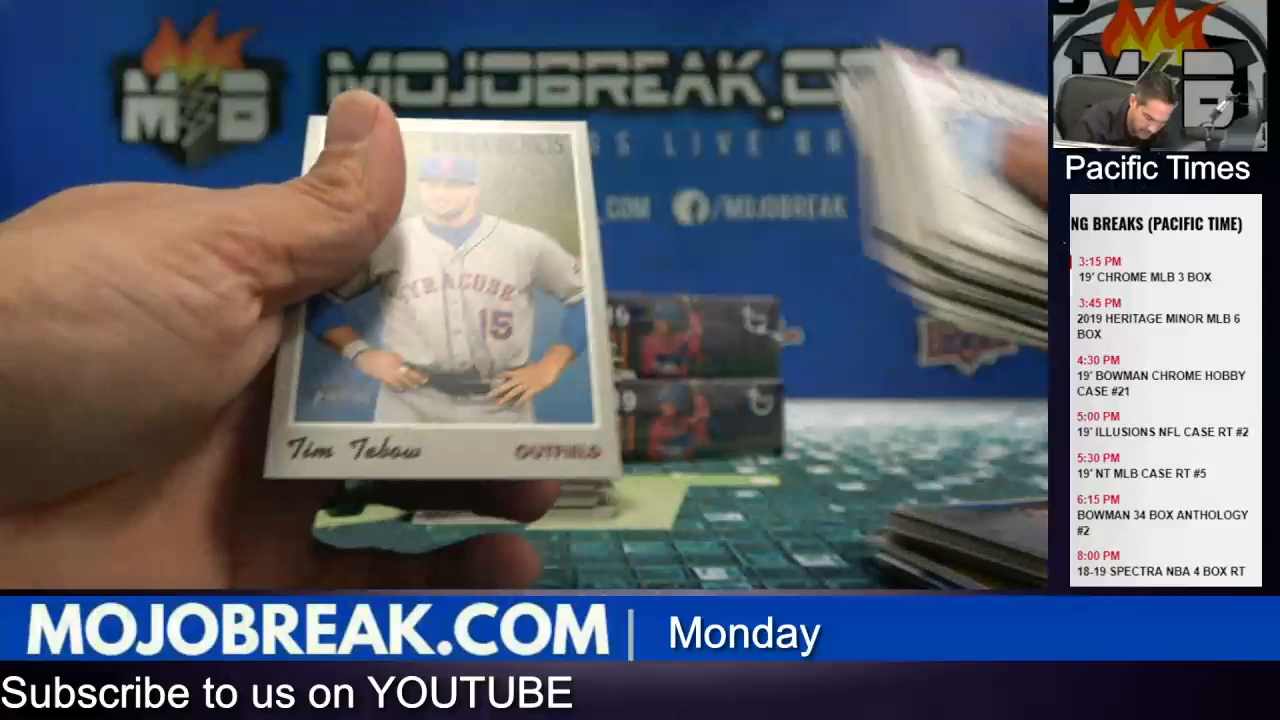 MB
MOJOBREAK.COM
S LIVE
_COM
/MOJOBREAK
SYRACUSE
15
Tim Tebow
OUTFIELD
Pacific Times
NG BREAKS (PACIFIC TIME)
3:15 PM
19' CHROME MLB 3 BOX
3:45 PM
2019 HERITAGE MINOR MLB 6
BOX
4:30 PM
19' BOWMAN CHROME HOBBY
CASE #21
5:00 PM
19' ILLUSIONS NFL CASE RT #2
5:30 PM
19' NT MLB CASE RT #5
6:15 PM
BOWMAN 34 BOX ANTHOLOGY
#2
8:00 PM
18-19 SPECTRA NBA 4 BOX RT
MOJOBREAK.COM | Monday
Subscribe to us on YOUTUBE